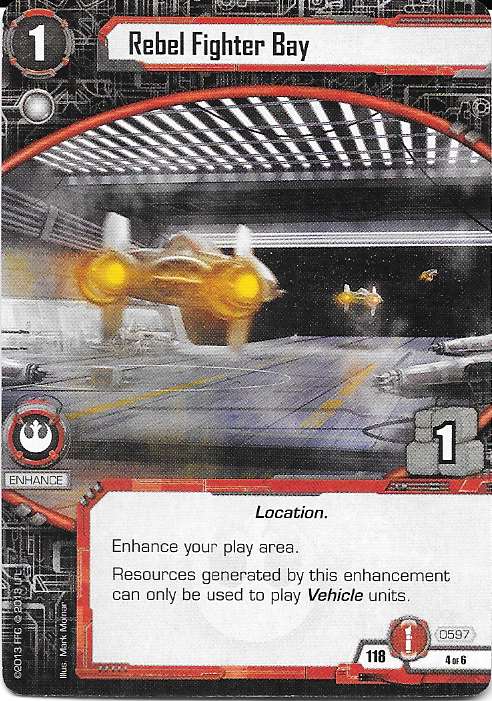 1
Rebel Fighter Bay
1
ENHANCE
Location.
Enhance your play area.
Resources generated by this enhancement
can only be used to play Vehicle units.
©2013 FFG © 2013 LFL
Illus. Mark Molnar
118
0597
4 OF 6